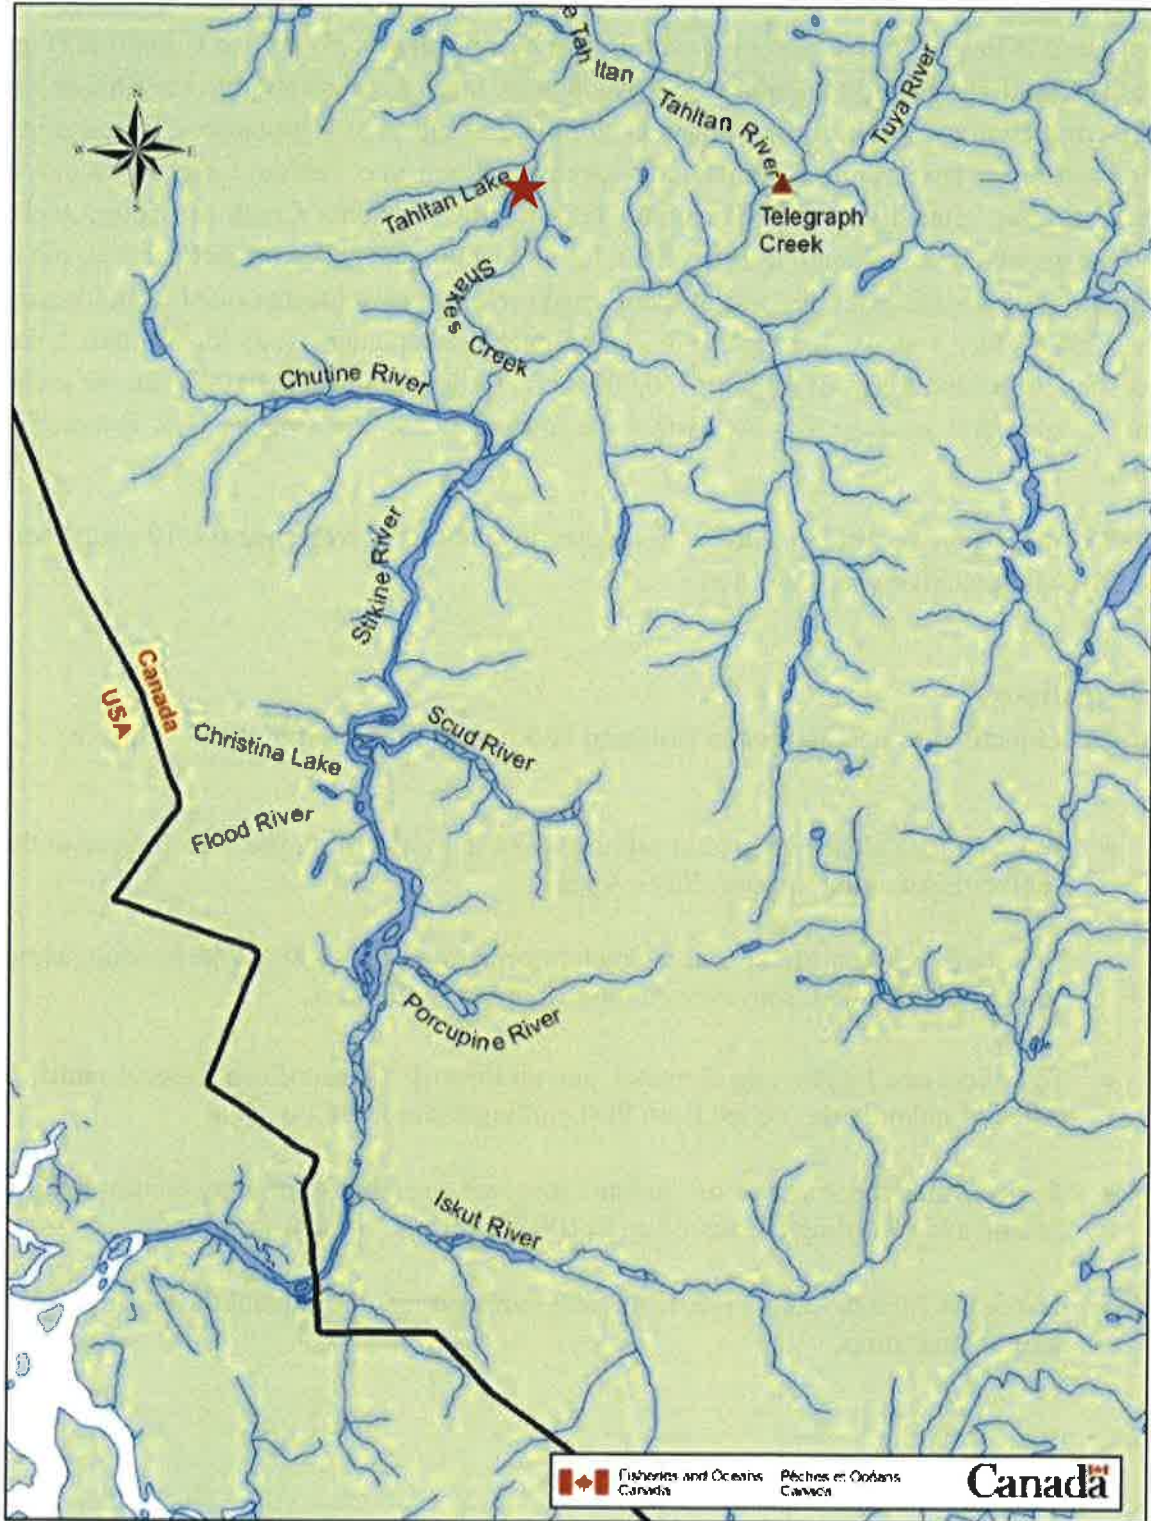 e Tah ltan
Tahltan River
Tuya River
N
E
S
Tahltan Lake
Telegraph
Creek
Shakes Creek
Chutine River
Stikine River
Canada
USA
Christina Lake
Scud River
Flood River
Porcupine River
Iskut River
Fisheries and Oceans
Canada
Pêches et Océans
Canada
Canada